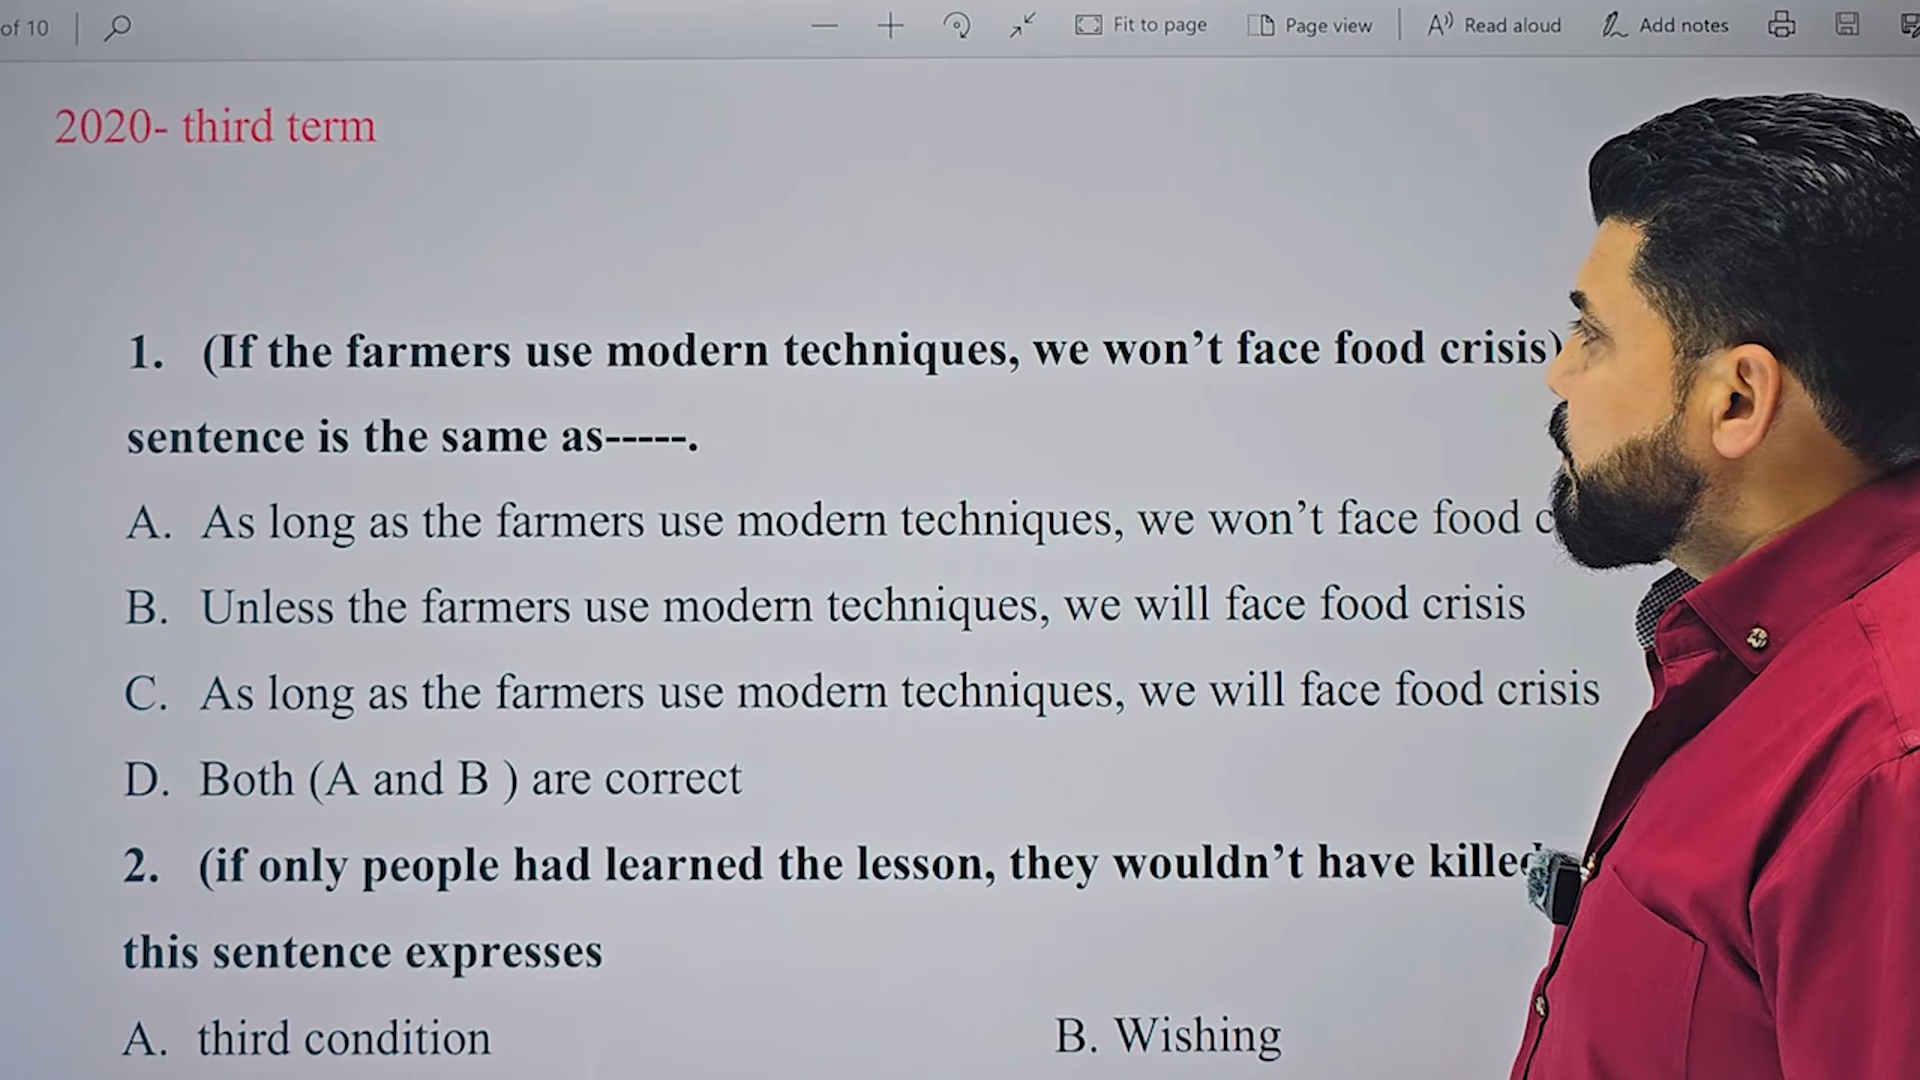 of 10 Fit to page Page view Read aloud Add notes
2020- third term
1. (If the farmers use modern techniques, we won't face food crisis)
sentence is the same as-----.
A. As long as the farmers use modern techniques, we won't face food
B. Unless the farmers use modern techniques, we will face food crisis
C. As long as the farmers use modern techniques, we will face food crisis
D. Both (A and B ) are correct
2. (if only people had learned the lesson, they wouldn't have killed
this sentence expresses
A. third condition B. Wishing